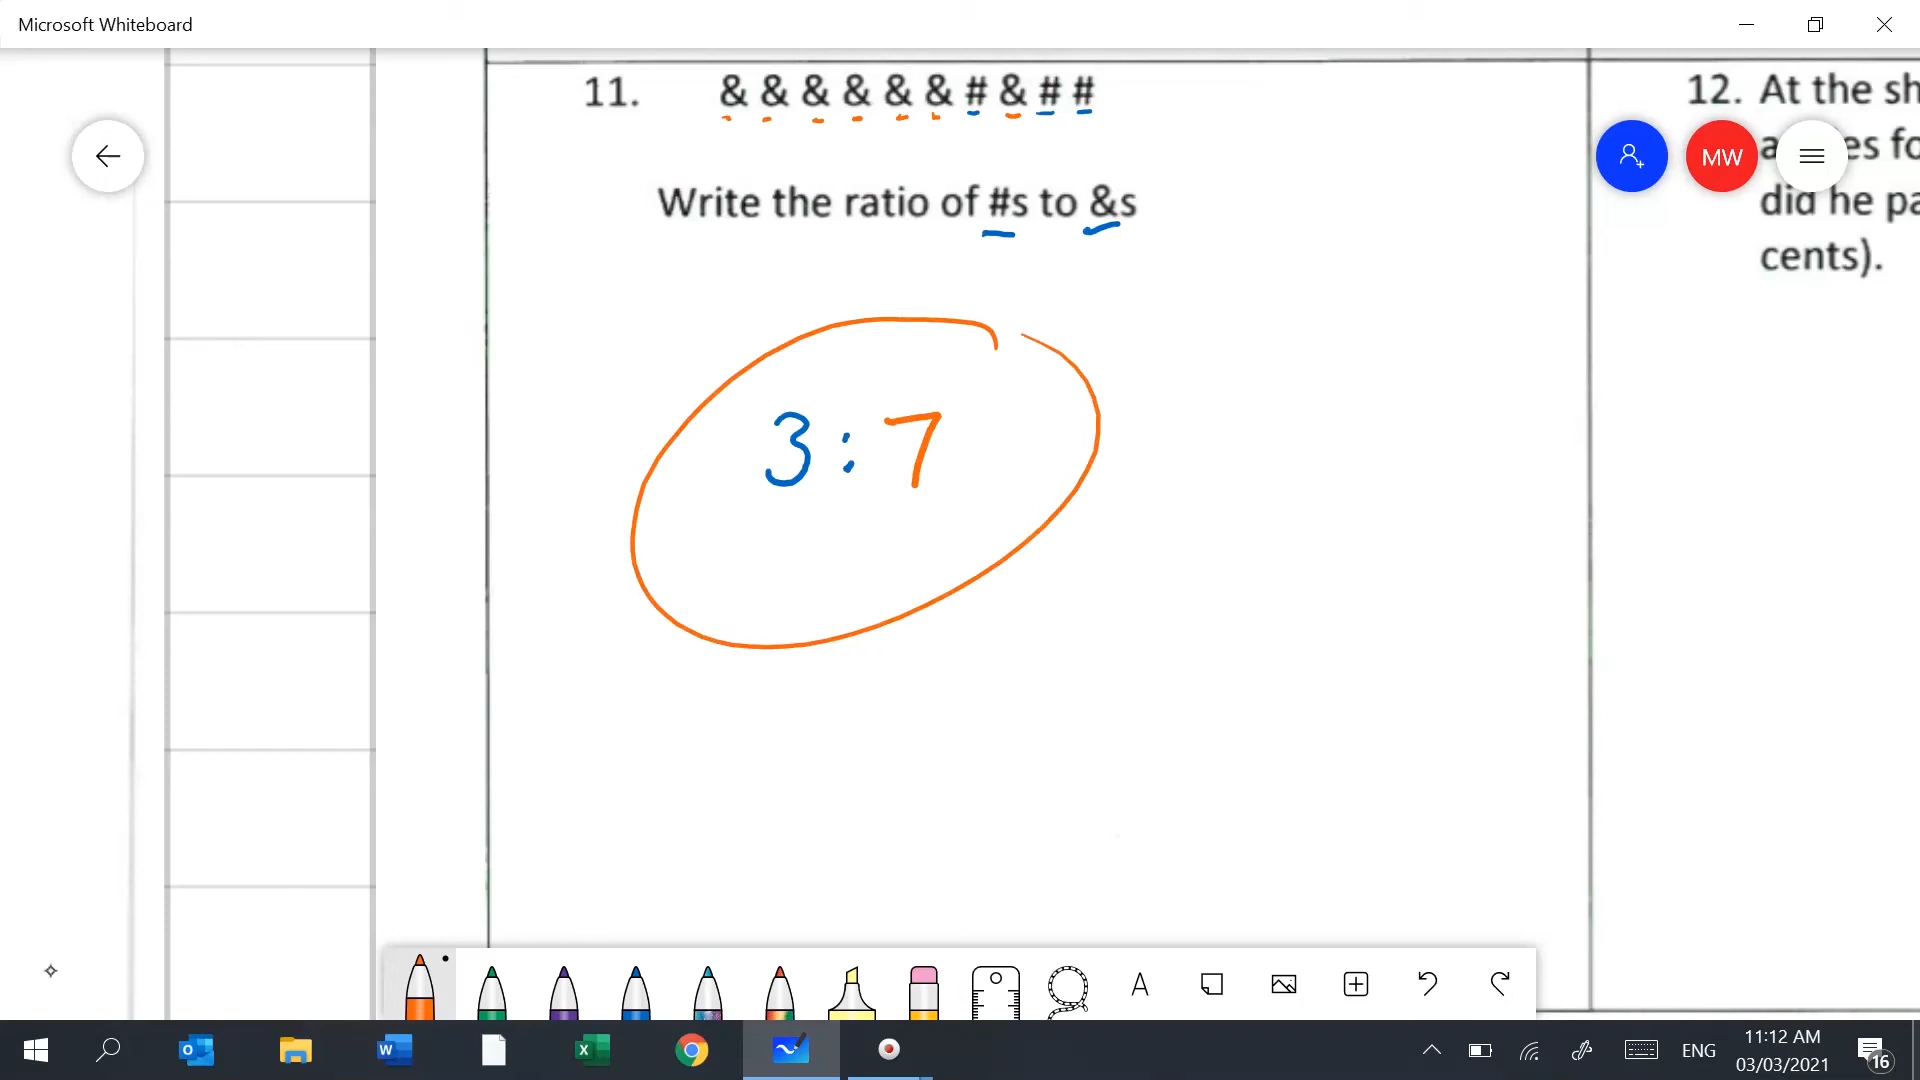 Microsoft Whiteboard
11. & & & & & & # & # #
Write the ratio of #s to &s
3 : 7
12. At the sh
MW
es fo
did he pa
cents).
ENG
11:12 AM
03/03/2021
16